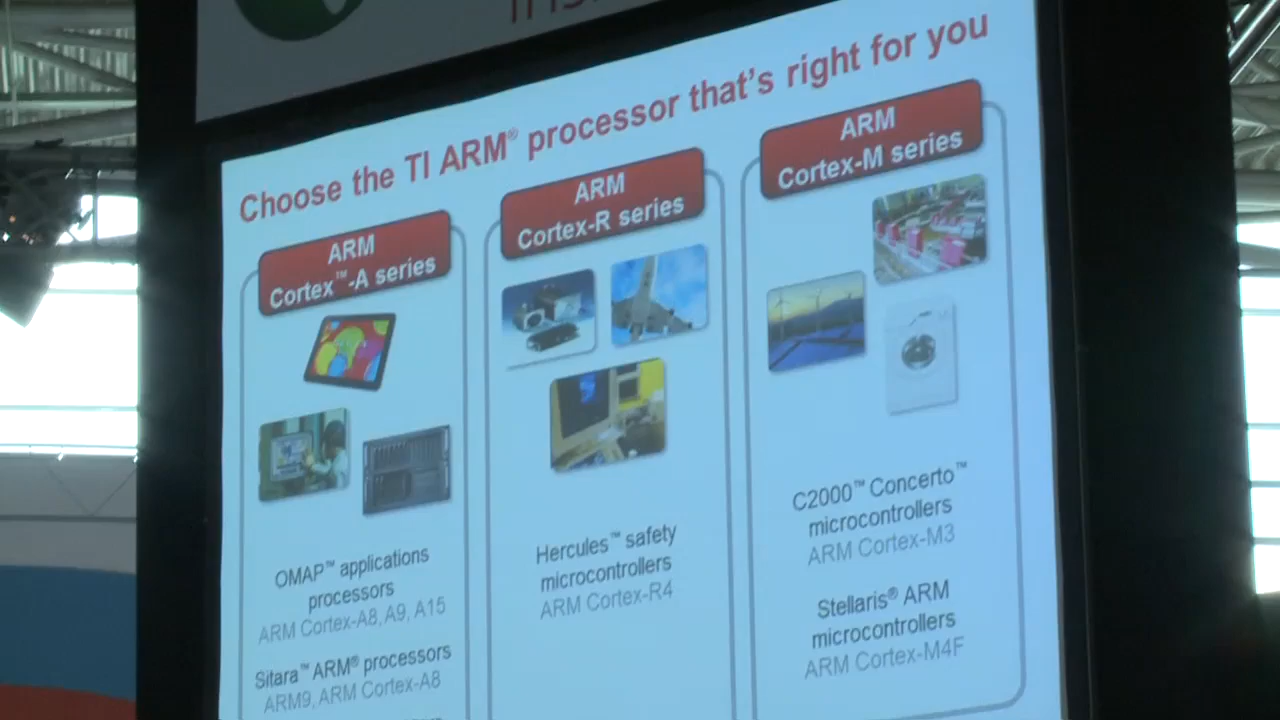 Choose the TI ARM® processor that's right for you
ARM
Cortex™-A series
OMAP™ applications
processors
ARM Cortex-A8, A9, A15
Sitara™ ARM® processors
ARM9, ARM Cortex-A8
ARM
Cortex-R series
Hercules™ safety
microcontrollers
ARM Cortex-R4
ARM
Cortex-M series
C2000™ Concerto™
microcontrollers
ARM Cortex-M3
Stellaris® ARM
microcontrollers
ARM Cortex-M4F